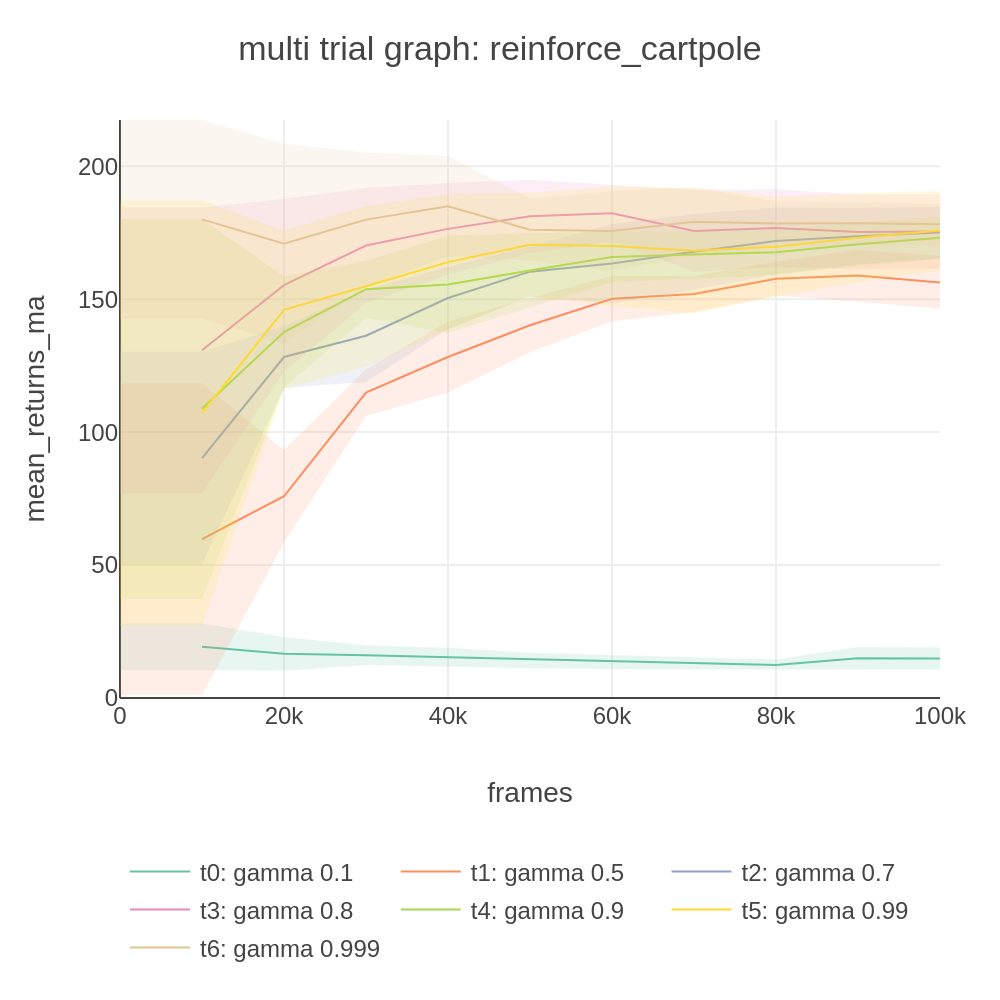 multi trial graph: reinforce_cartpole
mean_returns_ma
200
150
100
50
0
0 20k 40k 60k 80k 100k
frames
t0: gamma 0.1 t1: gamma 0.5 t2: gamma 0.7
t3: gamma 0.8 t4: gamma 0.9 t5: gamma 0.99
t6: gamma 0.999